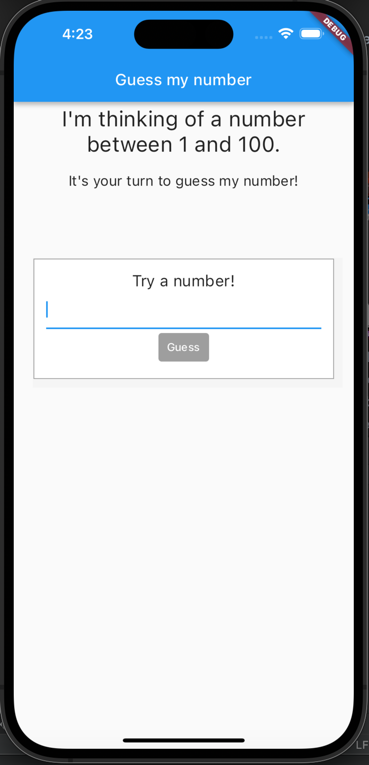 4:23
DEBUG
Guess my number
I'm thinking of a number
between 1 and 100.
It's your turn to guess my number!
Try a number!
Guess
LF